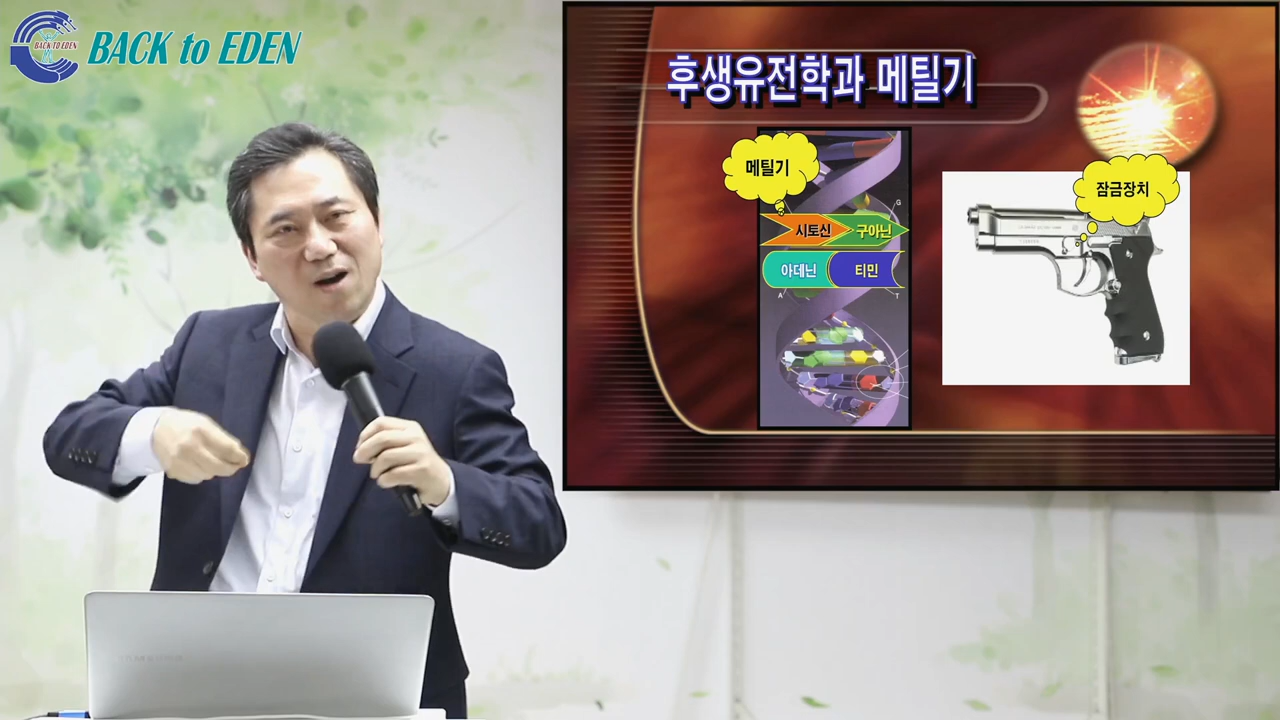 BACK TO EDEN
BACK to EDEN
후생유전학과 메틸기
메틸기
잠금장치
G
시토신
구아닌
아데닌
티민
A
T